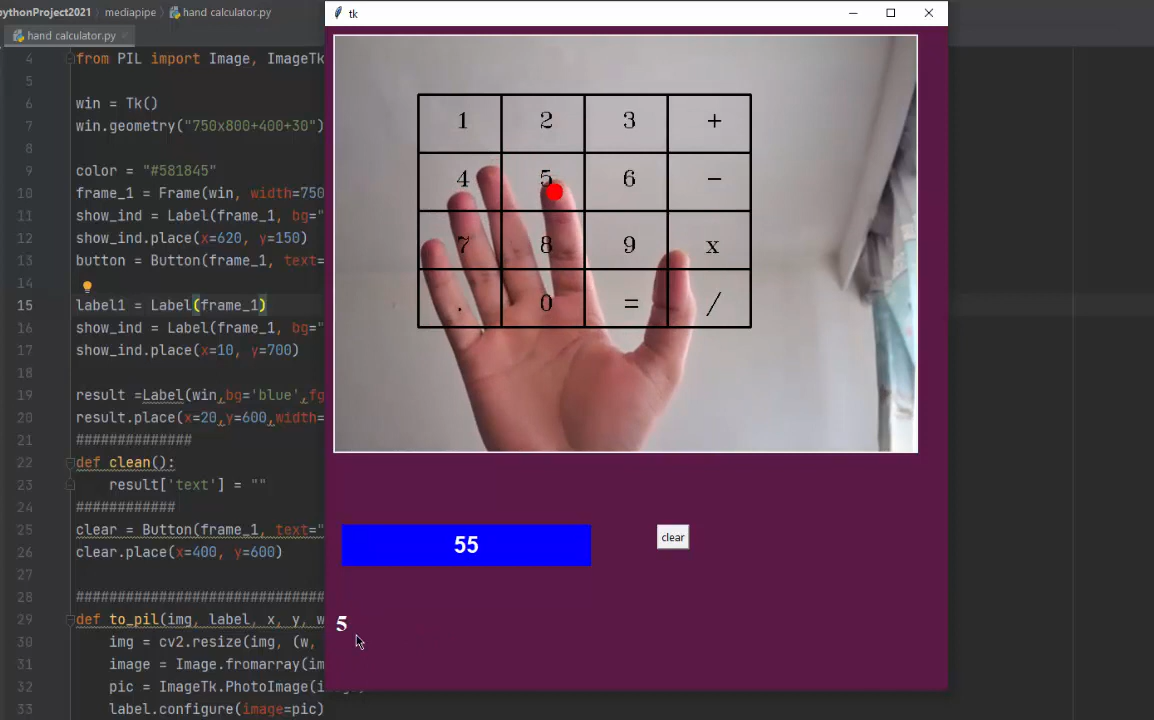 pythonProject2021 mediapipe hand calculator.py
hand calculator.py
tk
4 from PIL import Image, ImageTk
5
6 win = Tk()
7 win.geometry("750x800+400+30")
8
9 color = "#581845"
10 frame_1 = Frame(win, width=750
11 show_ind = Label(frame_1, bg="
12 show_ind.place(x=620, y=150)
13 button = Button(frame_1, text=
14
15 label1 = Label(frame_1)
16 show_ind = Label(frame_1, bg="
17 show_ind.place(x=10, y=700)
18
19 result =Label(win,bg='blue',fg
20 result.place(x=20,y=600,width=
21 ##############
22 def clean():
23 result['text'] = ""
24 ############
25 clear = Button(frame_1, text="
26 clear.place(x=400, y=600)
27
28 ##############################
29 def to_pil(img, label, x, y, w
30 img = cv2.resize(img, (w,
31 image = Image.fromarray(im
32 pic = ImageTk.PhotoImage(i
33 label.configure(image=pic)
1 2 3 +
4 5 6 −
7 8 9 x
. 0 = /
55
clear
5